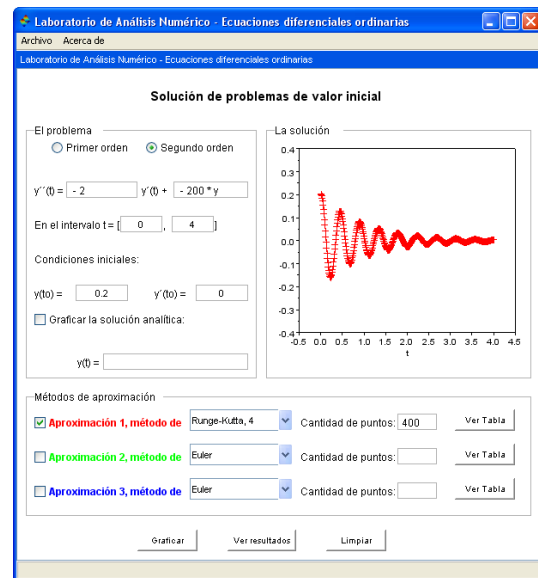 Laboratorio de Análisis Numérico - Ecuaciones diferenciales ordinarias
Archivo Acerca de
Laboratorio de Análisis Numérico - Ecuaciones diferenciales ordinarias
Solución de problemas de valor inicial
El problema
Primer orden Segundo orden
y´´(t) = - 2 y´(t) + - 200 * y
En el intervalo t = [ 0 , 4 ]
Condiciones iniciales:
y(to) = 0.2 y´(to) = 0
Graficar la solución analítica:
y(t) =
La solución
0.4
0.3
0.2
0.1
0.0
-0.1
-0.2
-0.3
-0.4
-0.5 0.0 0.5 1.0 1.5 2.0 2.5 3.0 3.5 4.0 4.5
t
Métodos de aproximación
Aproximación 1, método de Runge-Kutta, 4 Cantidad de puntos: 400 Ver Tabla
Aproximación 2, método de Euler Cantidad de puntos: Ver Tabla
Aproximación 3, método de Euler Cantidad de puntos: Ver Tabla
Graficar Ver resultados Limpiar